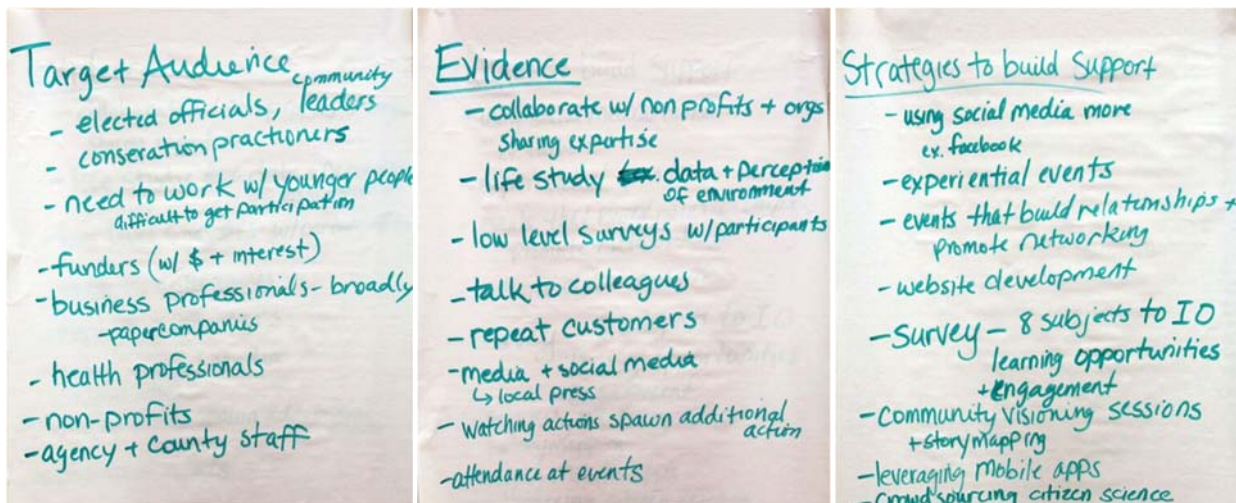 Target Audience
- elected officials, community leaders
- conseration practioners
- need to work w/ younger people
difficult to get participation
- funders (w/ $ + interest)
- business professionals - broadly
- papercompanies
- health professionals
- non-profits
- agency + county staff
Evidence
- collaborate w/ non profits + orgs
sharing expertise
- life study data + perception
of environment
- low level surveys w/participants
- talk to colleagues
- repeat customers
- media + social media
↳ local press
- watching actions spawn additional
action
- attendance at events
Strategies to build Support
- using social media more
ex. facebook
- experiential events
- events that build relationships +
promote networking
- website development
- Survey - 8 subjects to IO
learning opportunities
+ engagement
- Community visioning sessions
+ story mapping
- leveraging mobile apps
- crowd sourcing citizen science